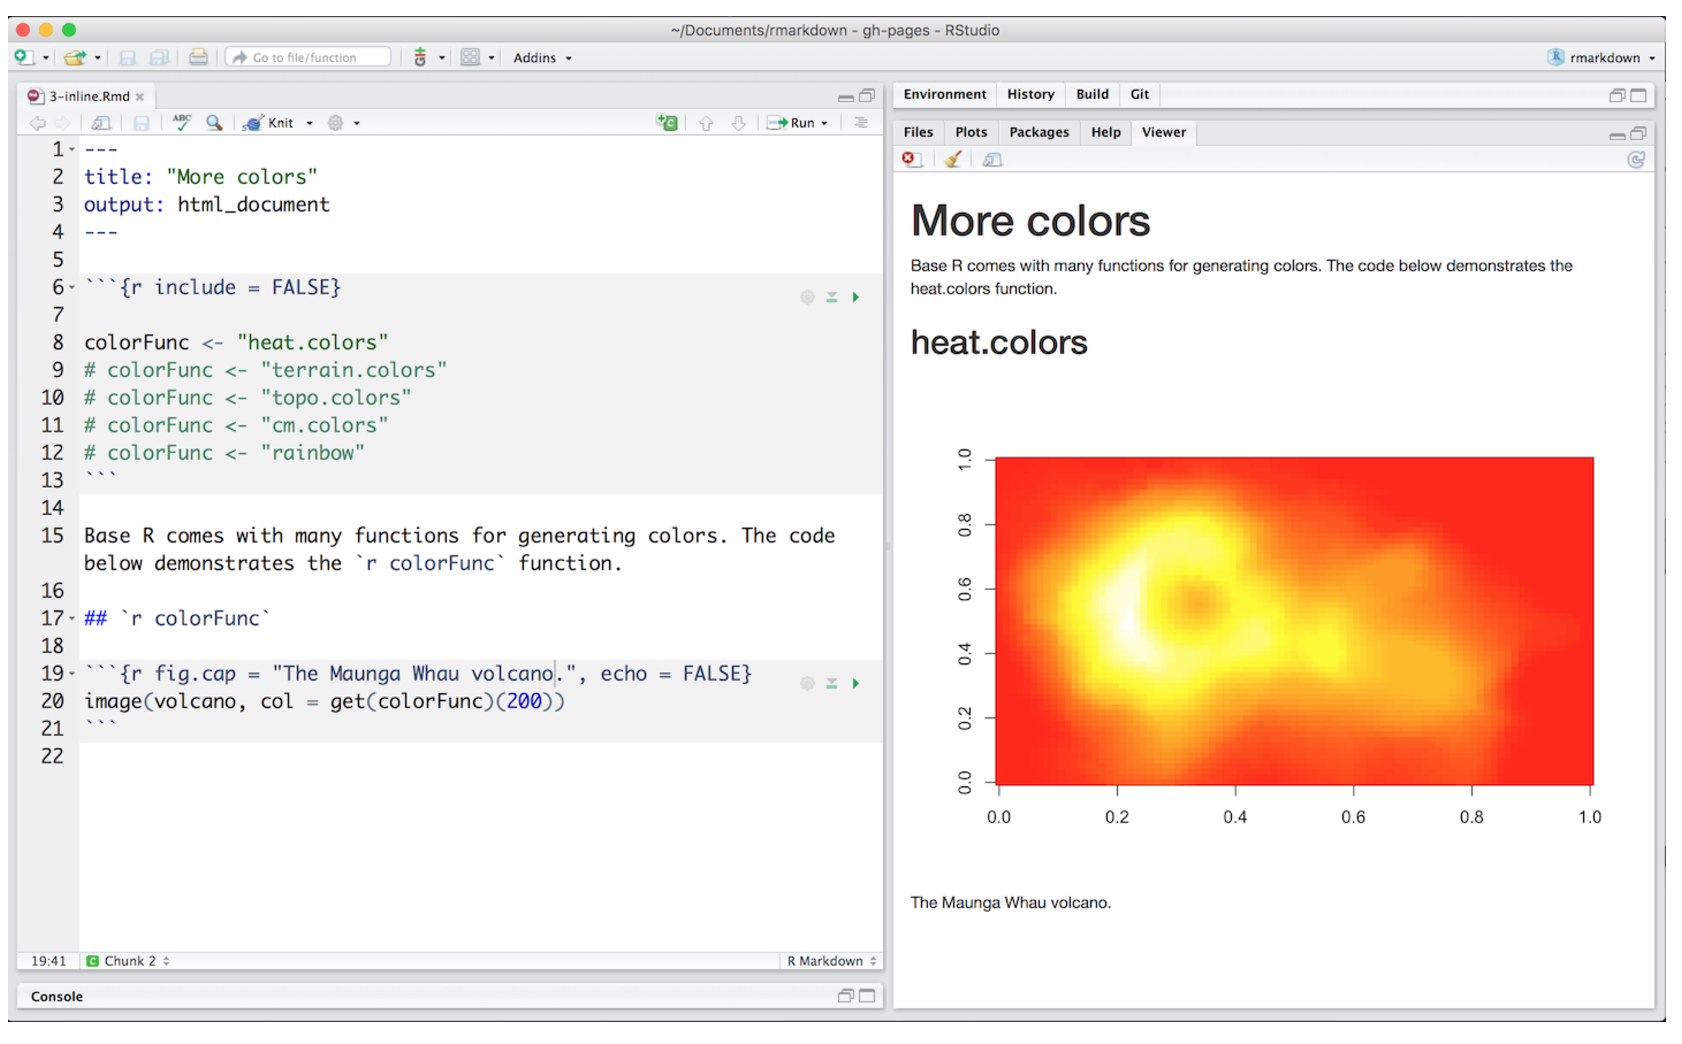 ~/Documents/rmarkdown - gh-pages - RStudio
Go to file/function
Addins
rmarkdown
3-inline.Rmd
ABC
Knit
Run
1 ---
2 title: "More colors"
3 output: html_document
4 ---
5
6 ```{r include = FALSE}
7
8 colorFunc <- "heat.colors"
9 # colorFunc <- "terrain.colors"
10 # colorFunc <- "topo.colors"
11 # colorFunc <- "cm.colors"
12 # colorFunc <- "rainbow"
13 ```
14
15 Base R comes with many functions for generating colors. The code
below demonstrates the `r colorFunc` function.
16
17 ## `r colorFunc`
18
19 ```{r fig.cap = "The Maunga Whau volcano.", echo = FALSE}
20 image(volcano, col = get(colorFunc)(200))
21 ```
22
19:41 C Chunk 2 R Markdown
Console
Environment History Build Git
Files Plots Packages Help Viewer
More colors
Base R comes with many functions for generating colors. The code below demonstrates the
heat.colors function.
heat.colors
1.0
0.8
0.6
0.4
0.2
0.0
0.0 0.2 0.4 0.6 0.8 1.0
The Maunga Whau volcano.